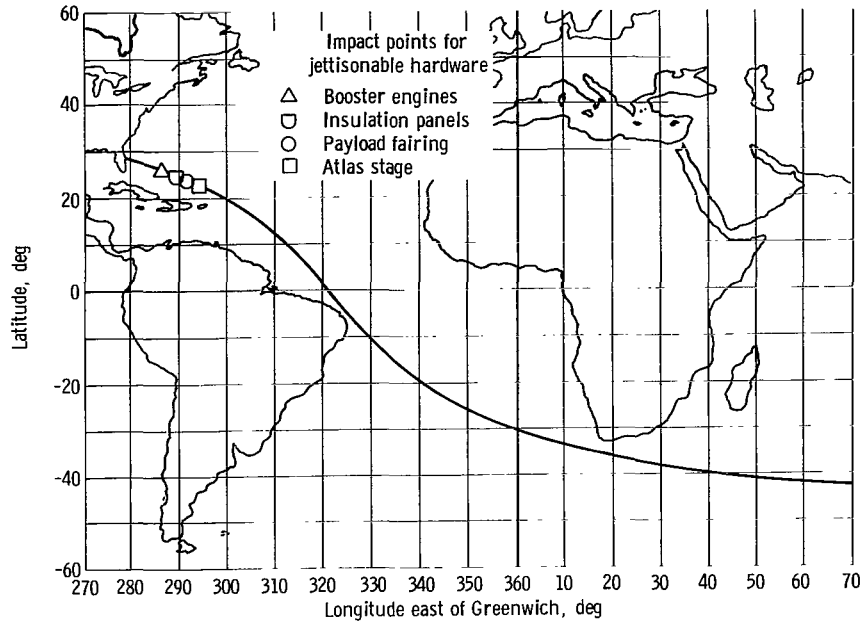 60
40
20
0
-20
-40
-60
Latitude, deg
Impact points for
jettisonable hardware
Booster engines
Insulation panels
Payload fairing
Atlas stage
270 280 290 300 310 320 330 340 350 360 10 20 30 40 50 60 70
Longitude east of Greenwich, deg